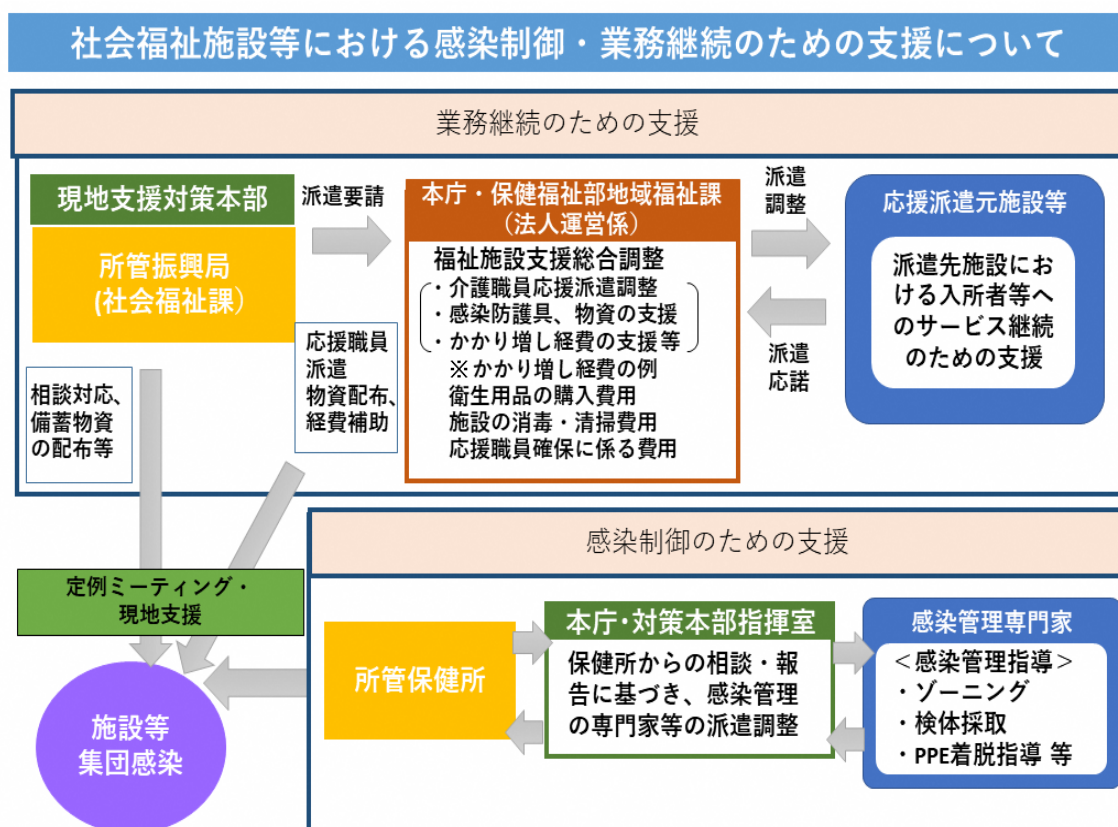 社会福祉施設等における感染制御・業務継続のための支援について
業務継続のための支援
現地支援対策本部
所管振興局
(社会福祉課)
派遣要請
本庁・保健福祉部地域福祉課
(法人運営係)
福祉施設支援総合調整
・介護職員応援派遣調整
・感染防護具、物資の支援
・かかり増し経費の支援等
※かかり増し経費の例
衛生用品の購入費用
施設の消毒・清掃費用
応援職員確保に係る費用
派遣
調整
派遣
応諾
応援派遣元施設等
派遣先施設にお
ける入所者等へ
のサービス継続
のための支援
相談対応、
備蓄物資
の配布等
応援職員
派遣
物資配布、
経費補助
定例ミーティング・
現地支援
施設等
集団感染
感染制御のための支援
所管保健所
本庁・対策本部指揮室
保健所からの相談・報
告に基づき、感染管理
の専門家等の派遣調整
感染管理専門家
<感染管理指導>
・ゾーニング
・検体採取
・PPE着脱指導 等